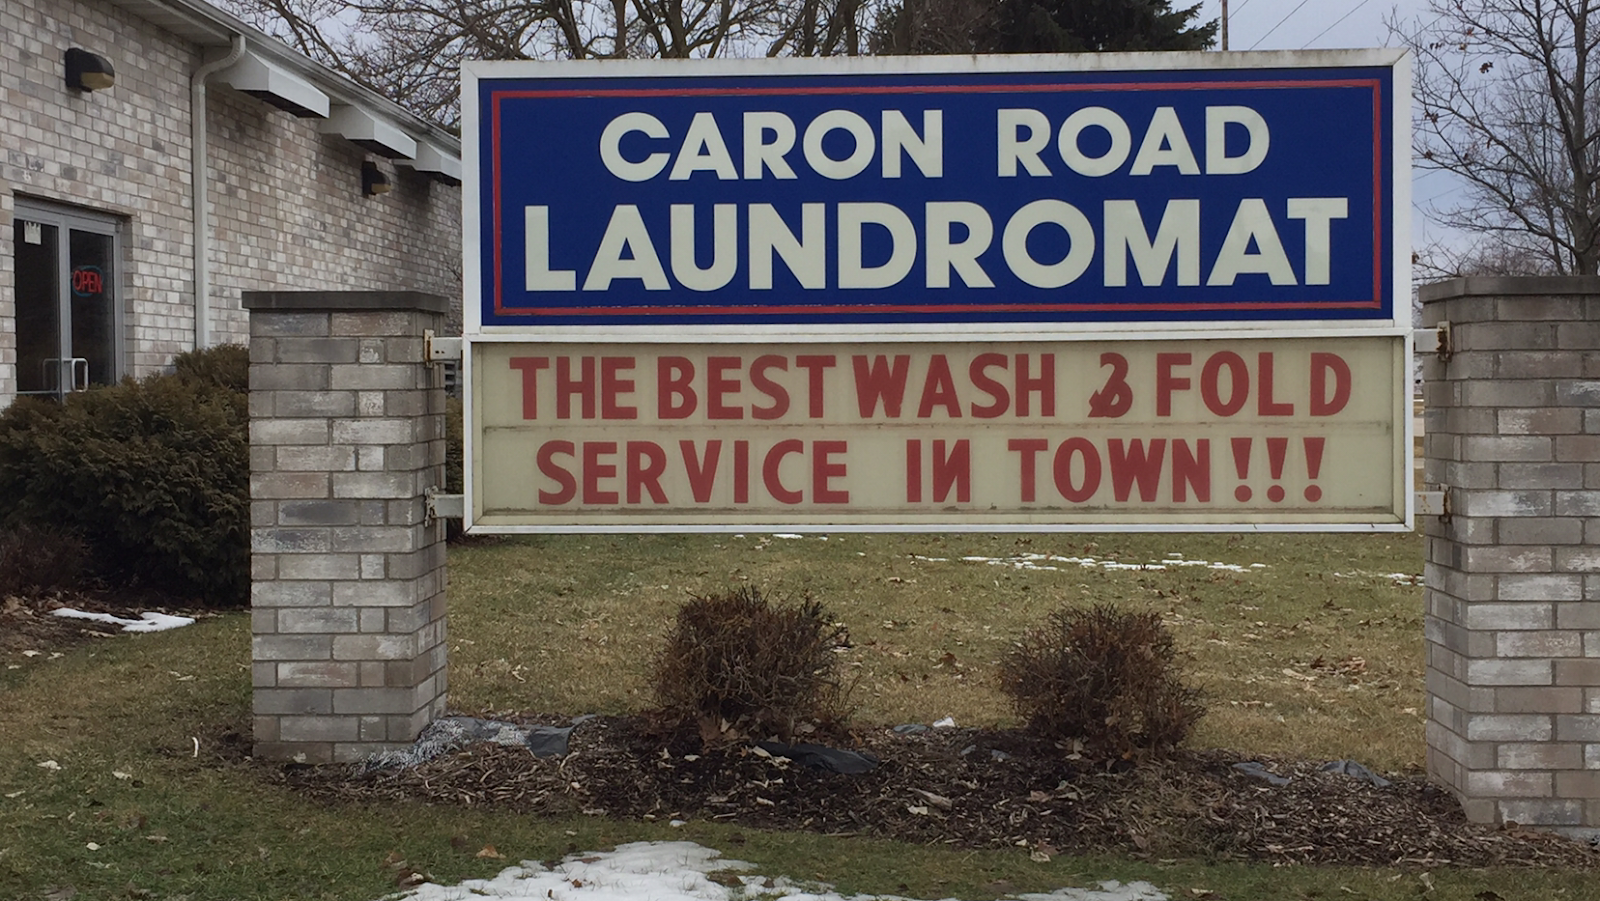 CARON ROAD
LAUNDROMAT
THE BEST WASH & FOLD
SERVICE IN TOWN!!!
OPEN